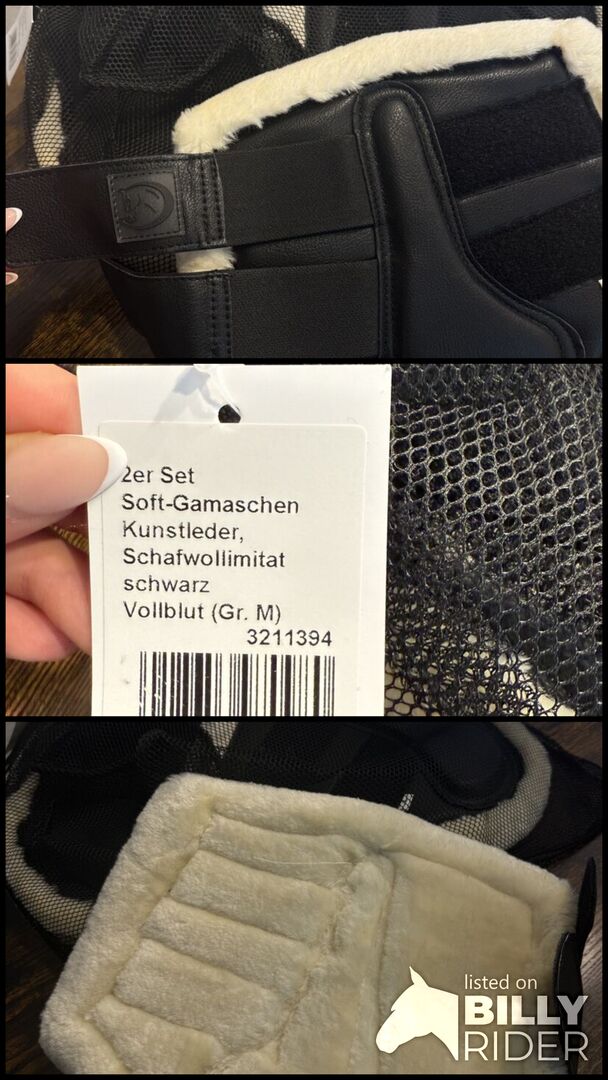 2er Set
Soft-Gamaschen
Kunstleder,
Schafwollimitat
schwarz
Vollblut (Gr. M)
3211394
listed on
BILLY
RIDER